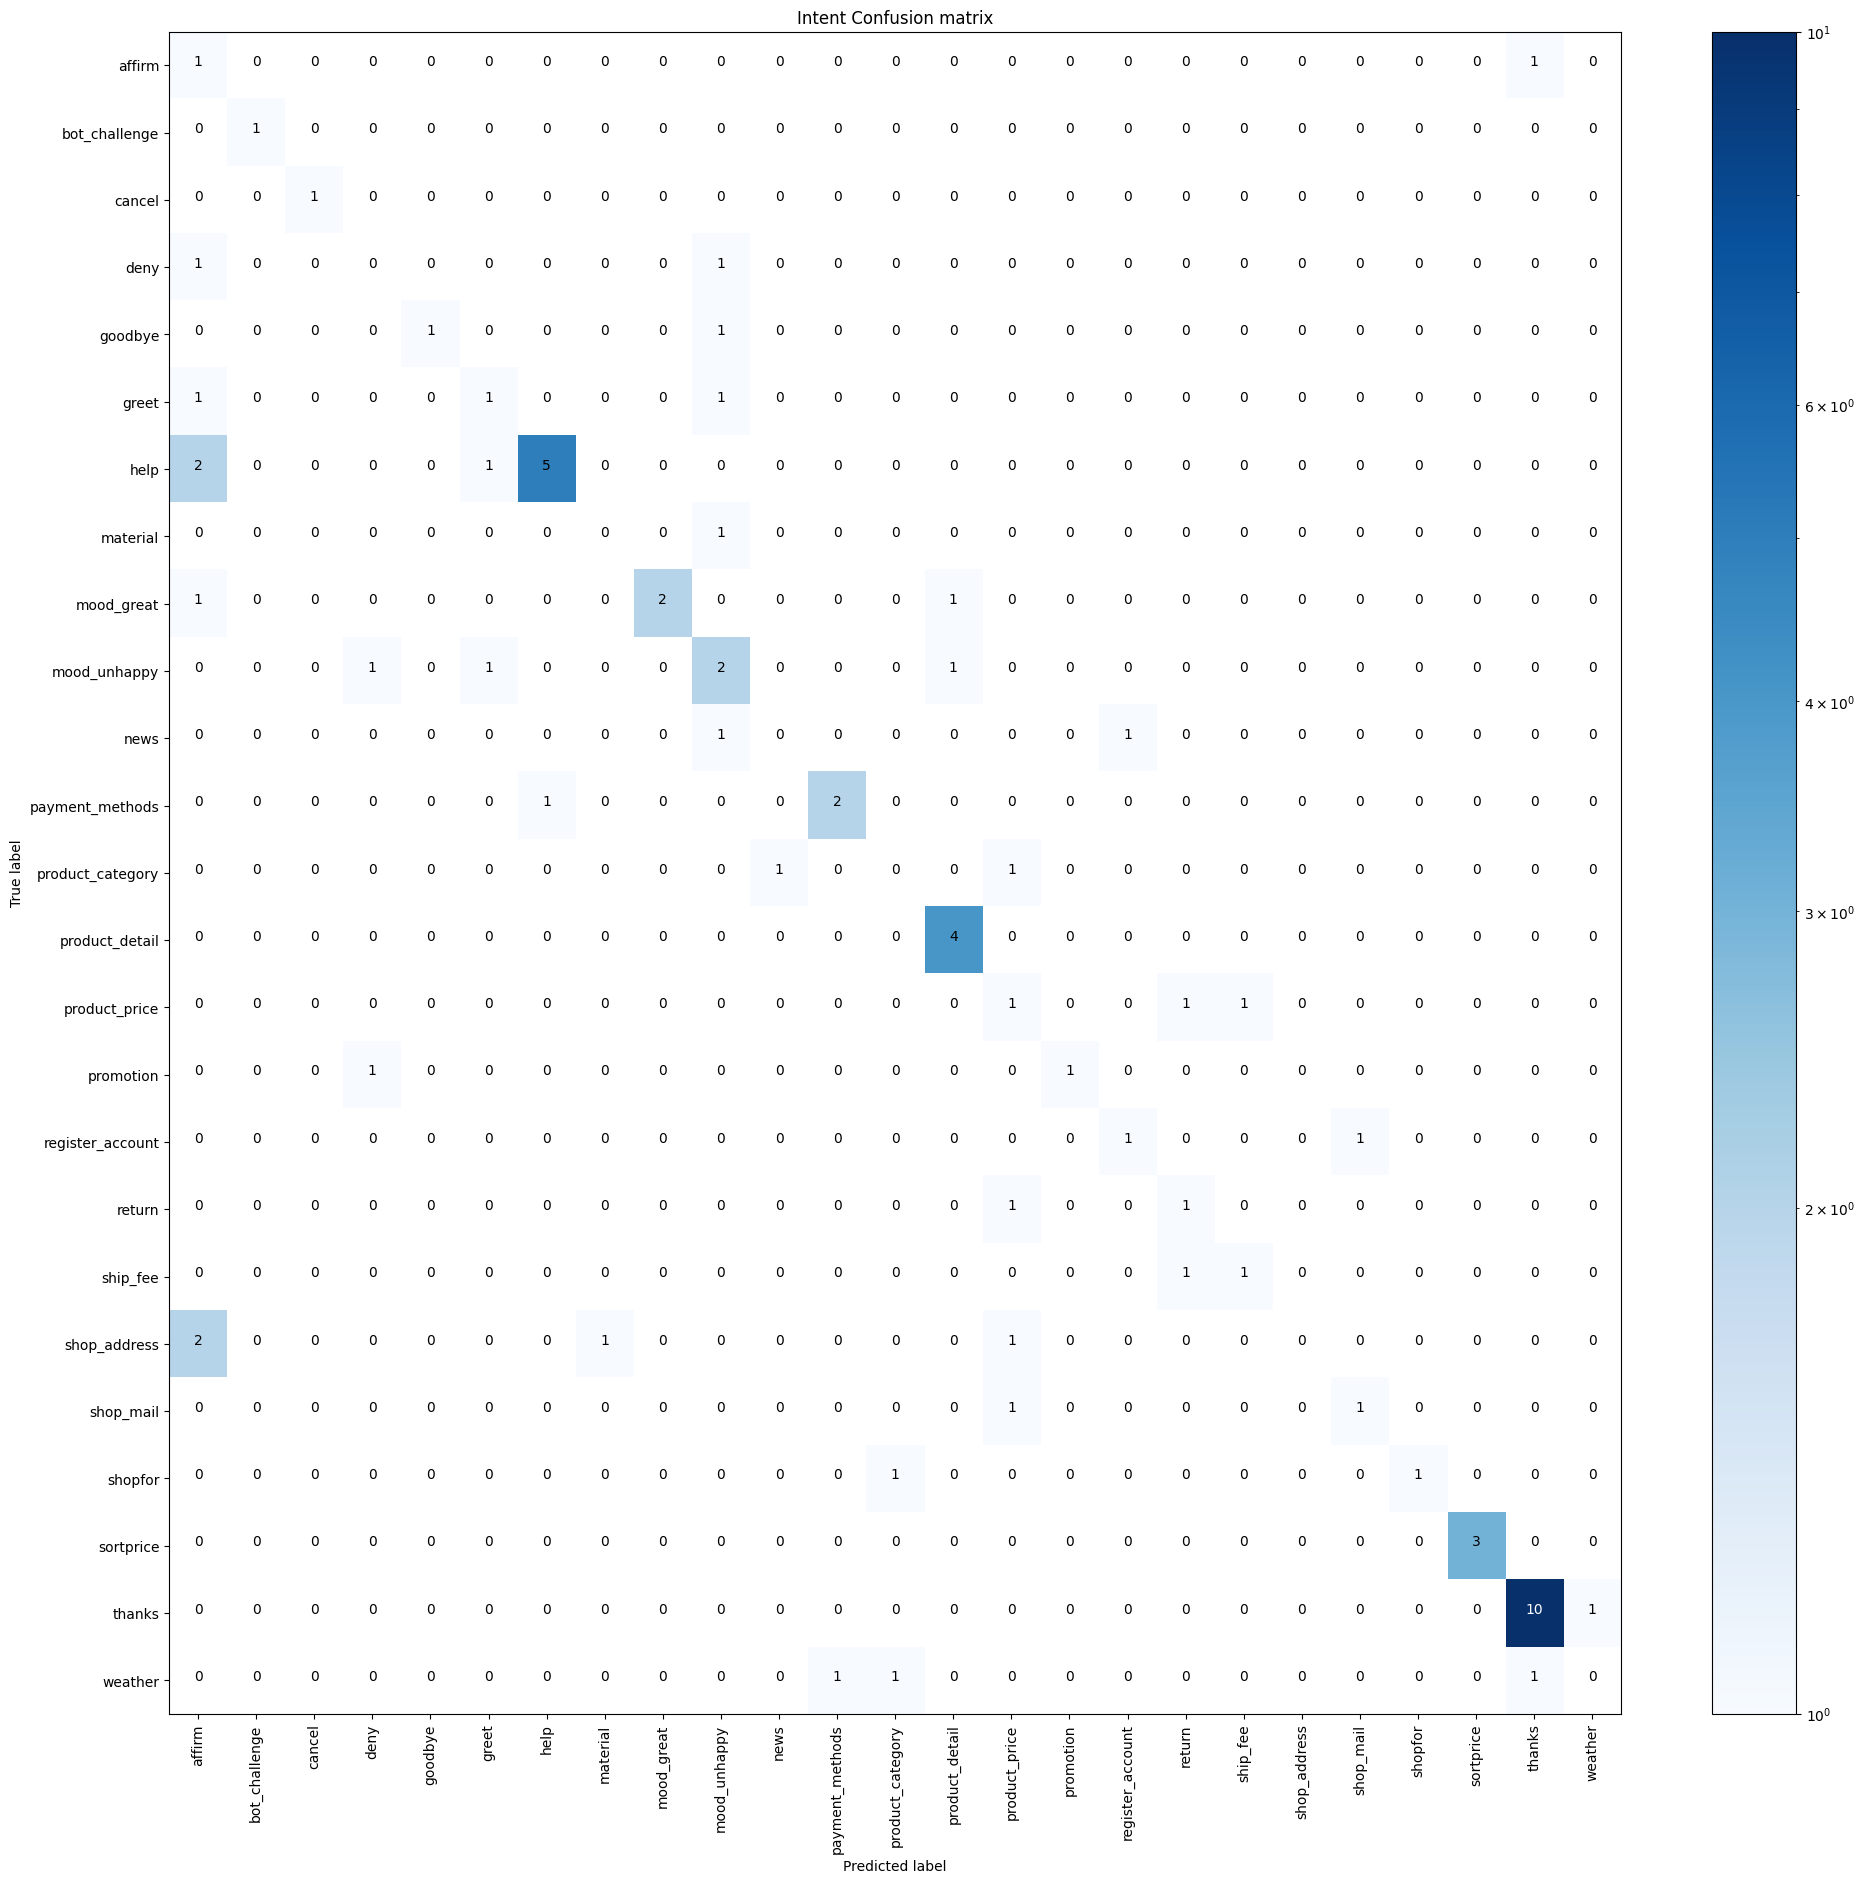 Intent Confusion matrix
True label
affirm 1 0 0 0 0 0 0 0 0 0 0 0 0 0 0 0 0 0 0 0 0 0 0 1 0
bot_challenge 0 1 0 0 0 0 0 0 0 0 0 0 0 0 0 0 0 0 0 0 0 0 0 0 0
cancel 0 0 1 0 0 0 0 0 0 0 0 0 0 0 0 0 0 0 0 0 0 0 0 0 0
deny 1 0 0 0 0 0 0 0 0 1 0 0 0 0 0 0 0 0 0 0 0 0 0 0 0
goodbye 0 0 0 0 1 0 0 0 0 1 0 0 0 0 0 0 0 0 0 0 0 0 0 0 0
greet 1 0 0 0 0 1 0 0 0 1 0 0 0 0 0 0 0 0 0 0 0 0 0 0 0
help 2 0 0 0 0 1 5 0 0 0 0 0 0 0 0 0 0 0 0 0 0 0 0 0 0
material 0 0 0 0 0 0 0 0 0 1 0 0 0 0 0 0 0 0 0 0 0 0 0 0 0
mood_great 1 0 0 0 0 0 0 0 2 0 0 0 0 1 0 0 0 0 0 0 0 0 0 0 0
mood_unhappy 0 0 0 1 0 1 0 0 0 2 0 0 0 1 0 0 0 0 0 0 0 0 0 0 0
news 0 0 0 0 0 0 0 0 0 1 0 0 0 0 0 0 1 0 0 0 0 0 0 0 0
payment_methods 0 0 0 0 0 0 1 0 0 0 0 2 0 0 0 0 0 0 0 0 0 0 0 0 0
product_category 0 0 0 0 0 0 0 0 0 0 1 0 0 0 1 0 0 0 0 0 0 0 0 0 0
product_detail 0 0 0 0 0 0 0 0 0 0 0 0 0 4 0 0 0 0 0 0 0 0 0 0 0
product_price 0 0 0 0 0 0 0 0 0 0 0 0 0 0 1 0 0 1 1 0 0 0 0 0 0
promotion 0 0 0 1 0 0 0 0 0 0 0 0 0 0 0 1 0 0 0 0 0 0 0 0 0
register_account 0 0 0 0 0 0 0 0 0 0 0 0 0 0 0 0 1 0 0 0 1 0 0 0 0
return 0 0 0 0 0 0 0 0 0 0 0 0 0 0 1 0 0 1 0 0 0 0 0 0 0
ship_fee 0 0 0 0 0 0 0 0 0 0 0 0 0 0 0 0 0 1 1 0 0 0 0 0 0
shop_address 2 0 0 0 0 0 0 1 0 0 0 0 0 0 1 0 0 0 0 0 0 0 0 0 0
shop_mail 0 0 0 0 0 0 0 0 0 0 0 0 0 0 1 0 0 0 0 0 1 0 0 0 0
shopfor 0 0 0 0 0 0 0 0 0 0 0 0 1 0 0 0 0 0 0 0 0 1 0 0 0
sortprice 0 0 0 0 0 0 0 0 0 0 0 0 0 0 0 0 0 0 0 0 0 0 3 0 0
thanks 0 0 0 0 0 0 0 0 0 0 0 0 0 0 0 0 0 0 0 0 0 0 0 10 1
weather 0 0 0 0 0 0 0 0 0 0 0 1 1 0 0 0 0 0 0 0 0 0 0 1 0
affirm
bot_challenge
cancel
deny
goodbye
greet
help
material
mood_great
mood_unhappy
news
payment_methods
product_category
product_detail
product_price
promotion
register_account
return
ship_fee
shop_address
shop_mail
shopfor
sortprice
thanks
weather
Predicted label
10¹
6 × 10⁰
4 × 10⁰
3 × 10⁰
2 × 10⁰
10⁰